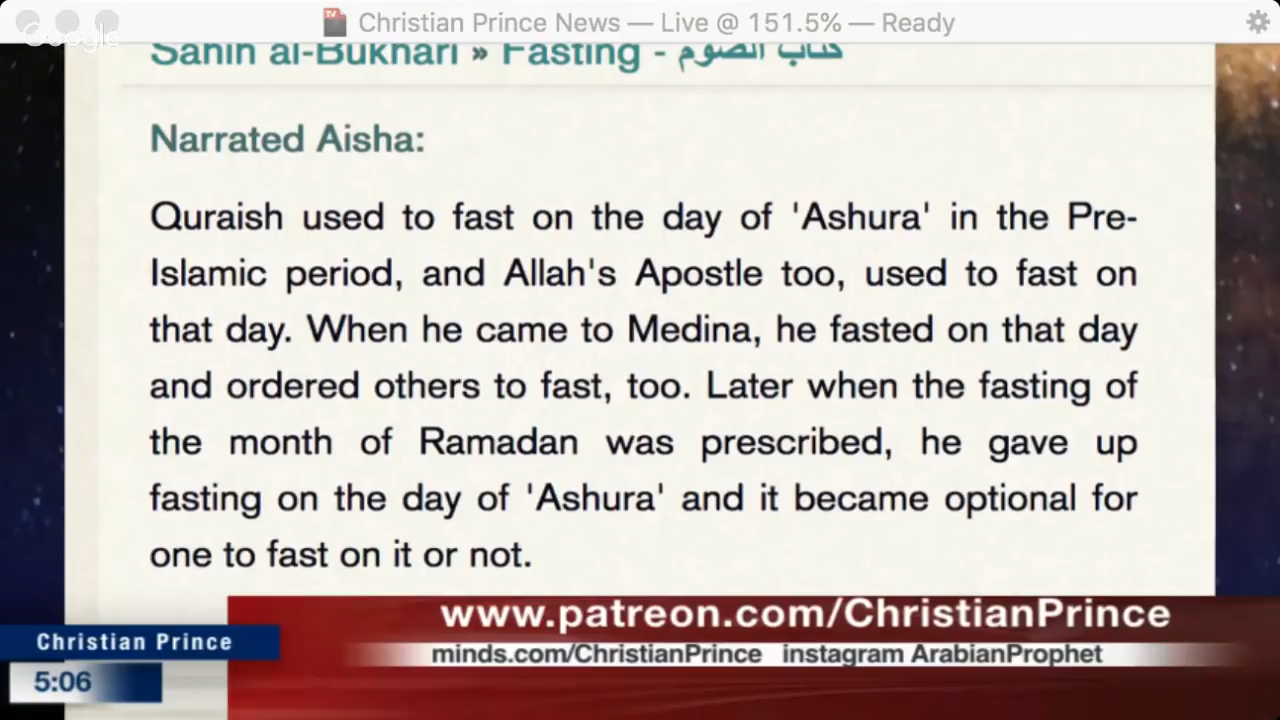 Christian Prince News — Live @ 151.5% — Ready
Google
Sahih al-Bukhari » Fasting - كتاب الصوم
Narrated Aisha:
Quraish used to fast on the day of 'Ashura' in the Pre-
Islamic period, and Allah's Apostle too, used to fast on
that day. When he came to Medina, he fasted on that day
and ordered others to fast, too. Later when the fasting of
the month of Ramadan was prescribed, he gave up
fasting on the day of 'Ashura' and it became optional for
one to fast on it or not.
www.patreon.com/ChristianPrince
Christian Prince
minds.com/ChristianPrince instagram ArabianProphet
5:06